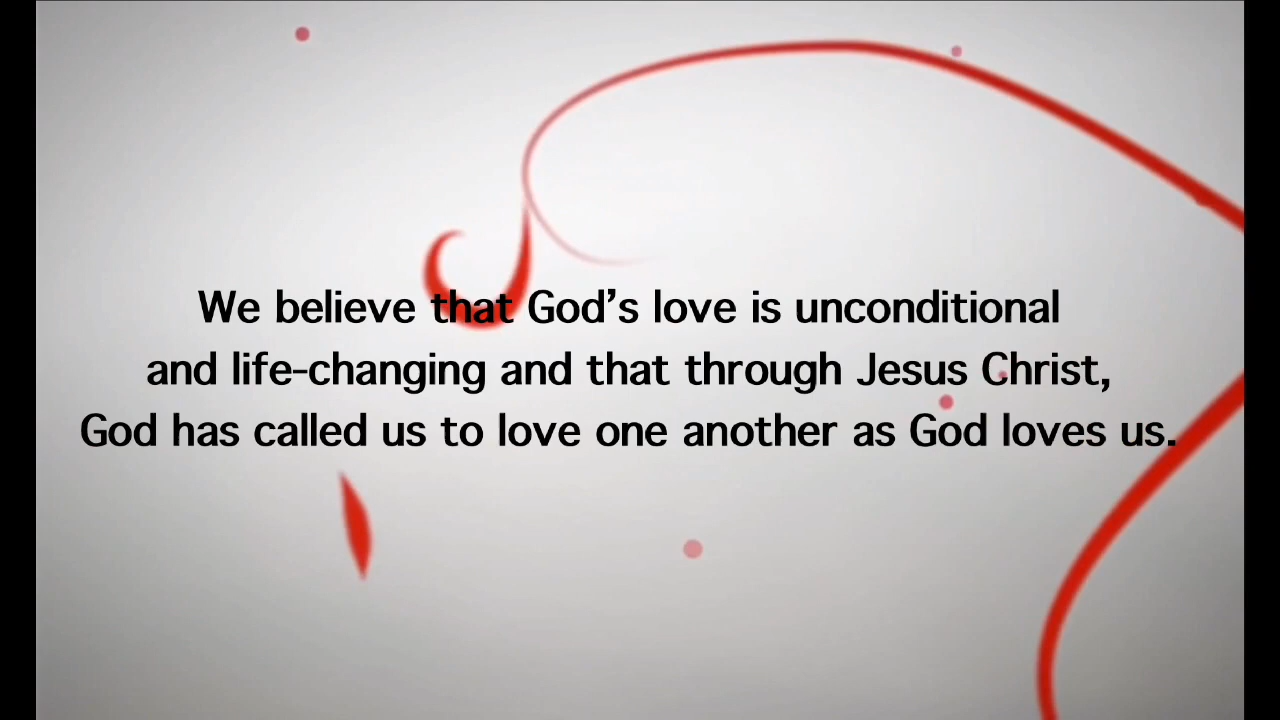 We believe that God’s love is unconditional
and life-changing and that through Jesus Christ,
God has called us to love one another as God loves us.